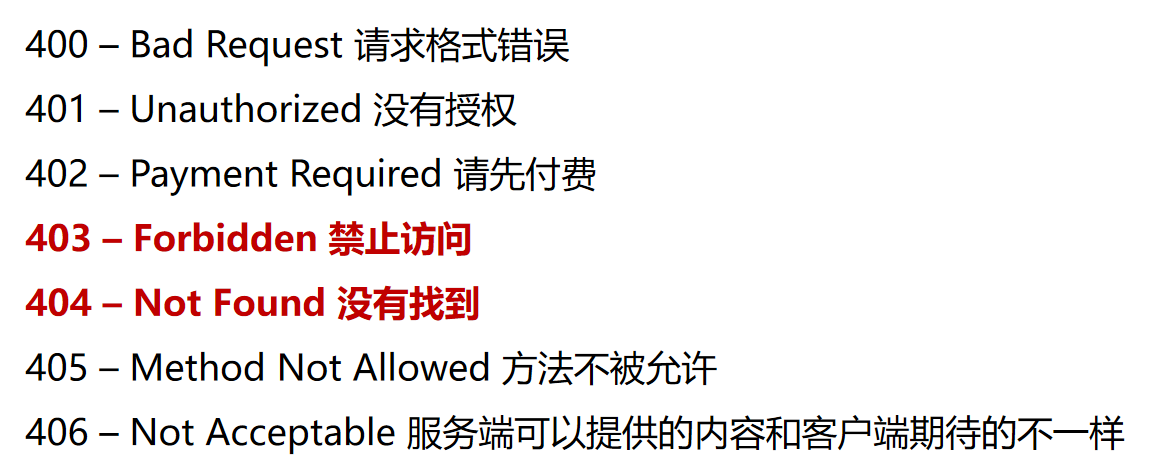 400 – Bad Request 请求格式错误
401 – Unauthorized 没有授权
402 – Payment Required 请先付费
403 – Forbidden 禁止访问
404 – Not Found 没有找到
405 – Method Not Allowed 方法不被允许
406 – Not Acceptable 服务端可以提供的内容和客户端期待的不一样